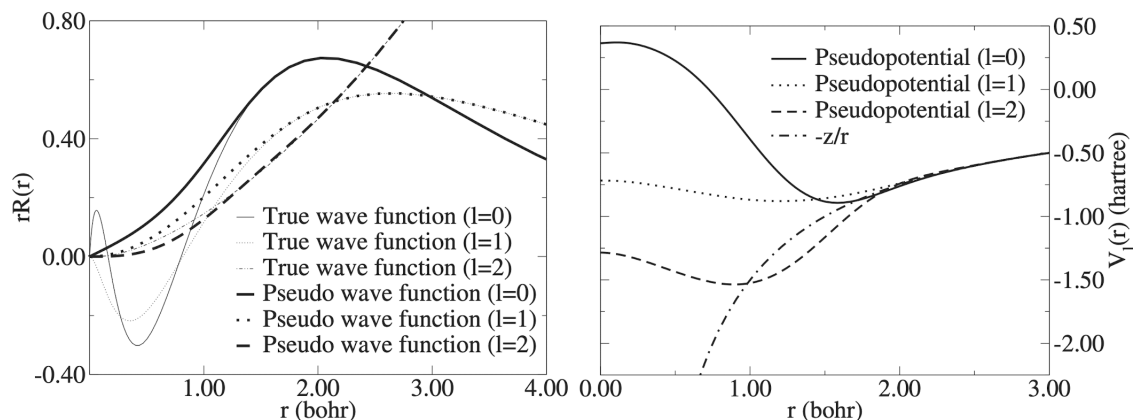 0.80
0.40
0.00
-0.40
rR(r)
True wave function (l=0)
True wave function (l=1)
True wave function (l=2)
Pseudo wave function (l=0)
Pseudo wave function (l=1)
Pseudo wave function (l=2)
1.00 2.00 3.00 4.00
r (bohr)
Pseudopotential (l=0)
Pseudopotential (l=1)
Pseudopotential (l=2)
-z/r
0.50
0.00
-0.50
-1.00
-1.50
-2.00
V_l(r) (hartree)
0.00 1.00 2.00 3.00
r (bohr)